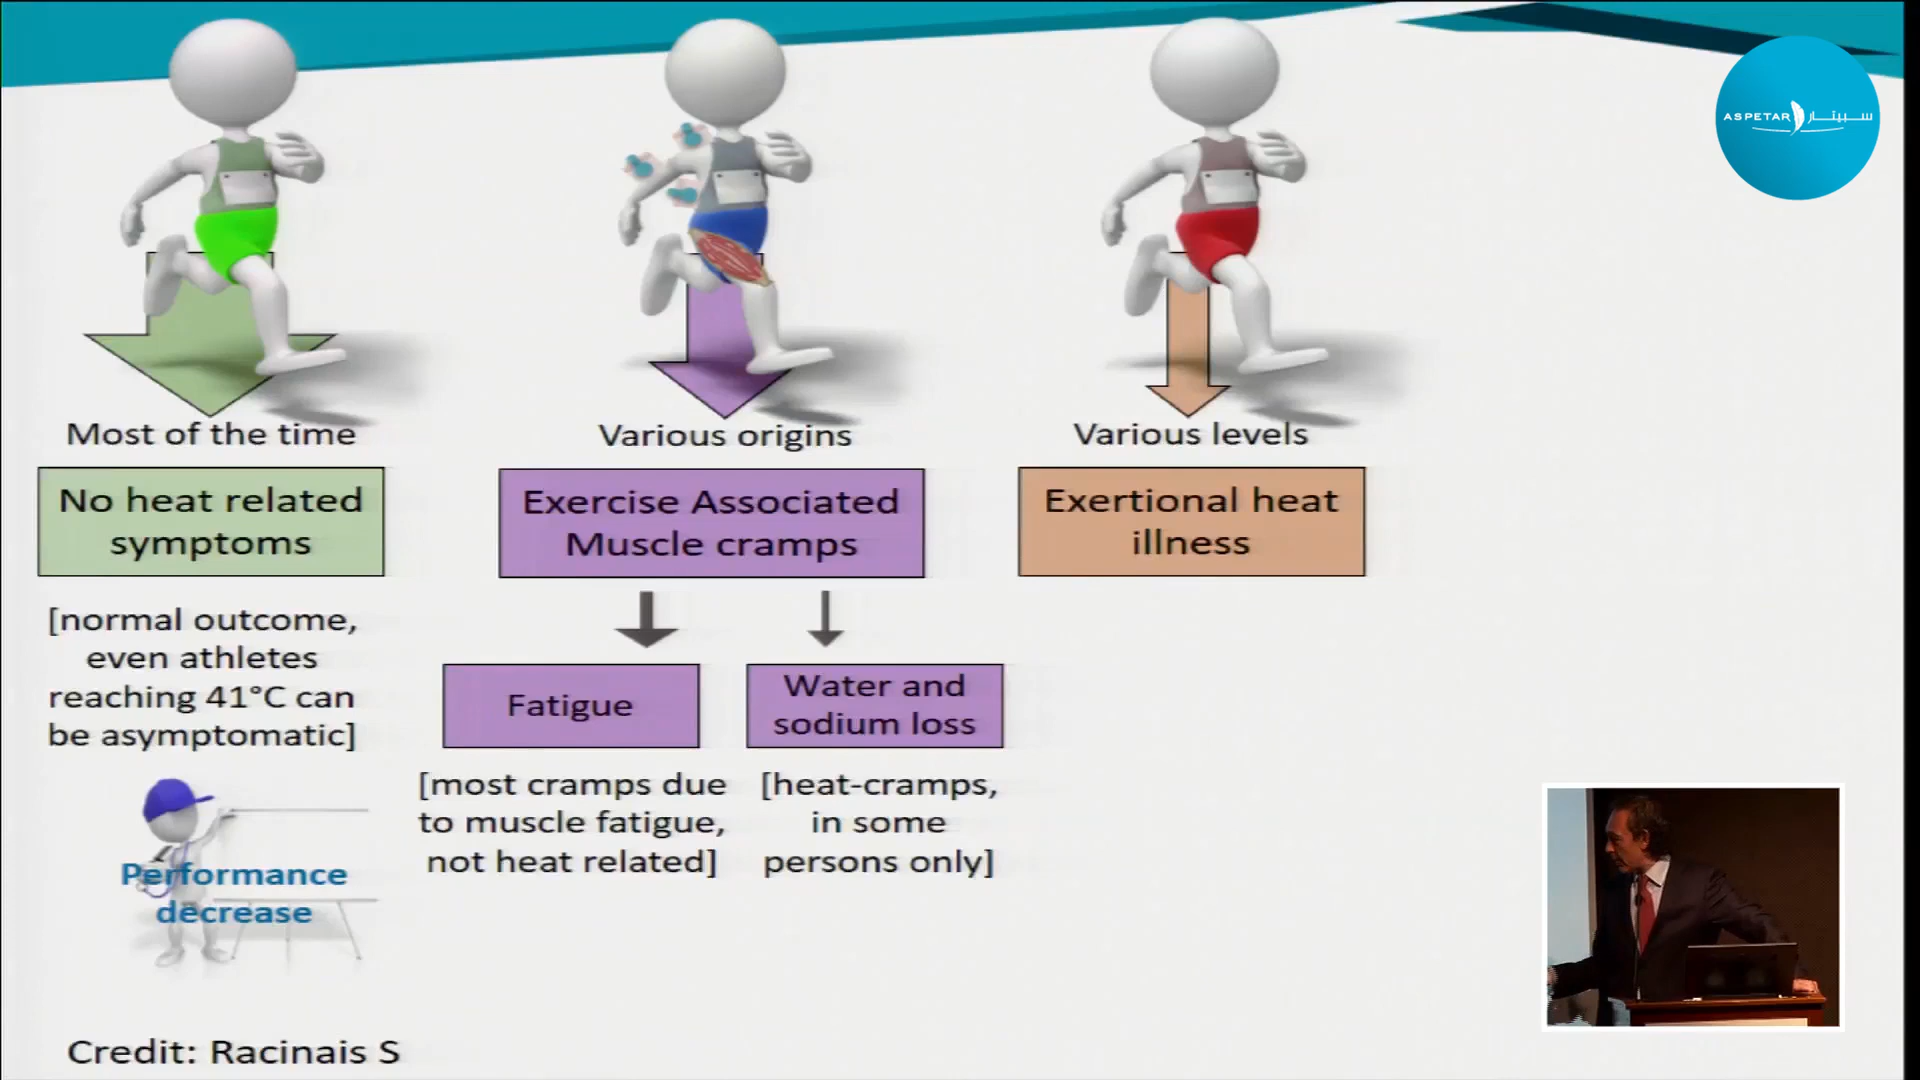 ASPETAR سبيتار
Most of the time
No heat related
symptoms
[normal outcome,
even athletes
reaching 41°C can
be asymptomatic]
Performance
decrease
Various origins
Exercise Associated
Muscle cramps
Fatigue
[most cramps due
to muscle fatigue,
not heat related]
Water and
sodium loss
[heat-cramps,
in some
persons only]
Various levels
Exertional heat
illness
Credit: Racinais S